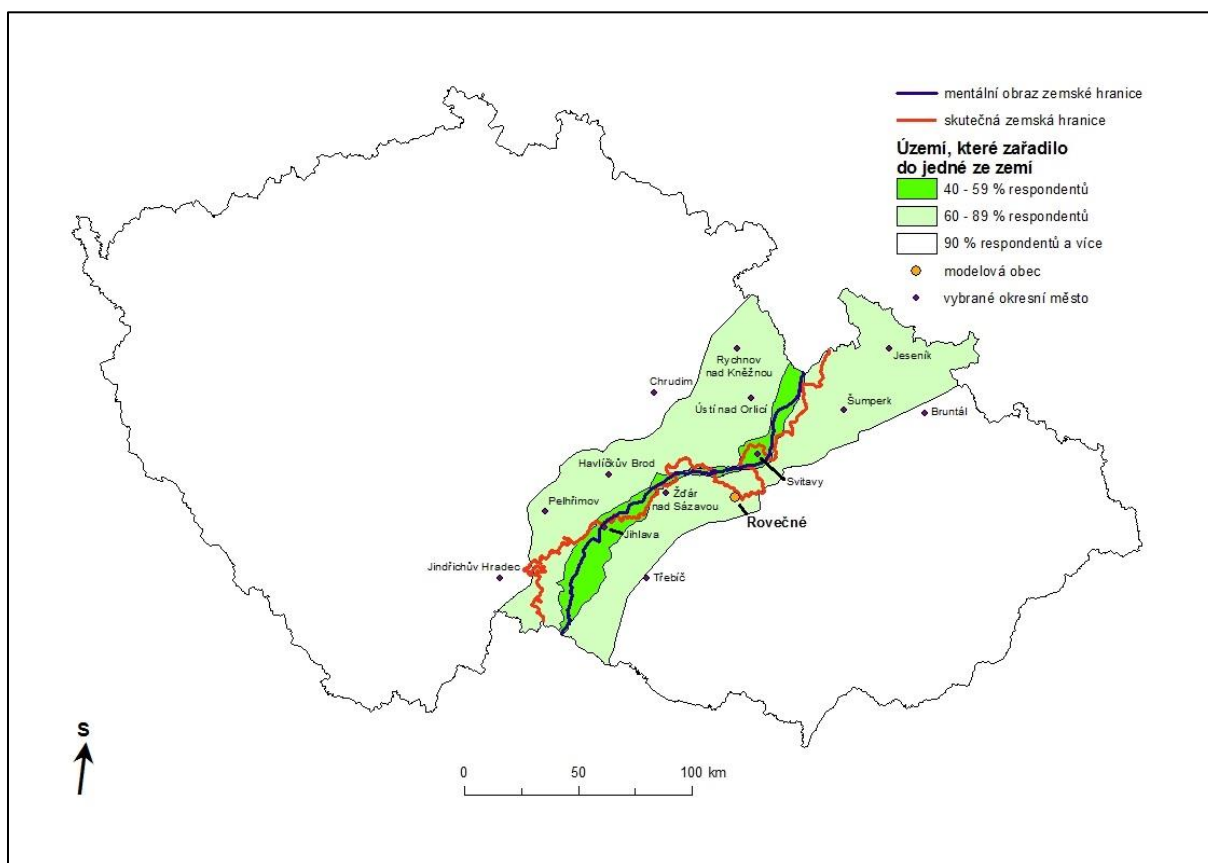 mentální obraz zemské hranice
skutečná zemská hranice
Území, které zařadilo
do jedné ze zemí
40 - 59 % respondentů
60 - 89 % respondentů
90 % respondentů a více
modelová obec
vybrané okresní město
Jeseník
Rychnov
nad Kněžnou
Chrudim
Ústí nad Orlicí
Šumperk
Bruntál
Havlíčkův Brod
Svitavy
Žďár
nad Sázavou
Pelhřimov
Rovečné
Jihlava
Jindřichův Hradec
Třebíč
S
0 50 100 km